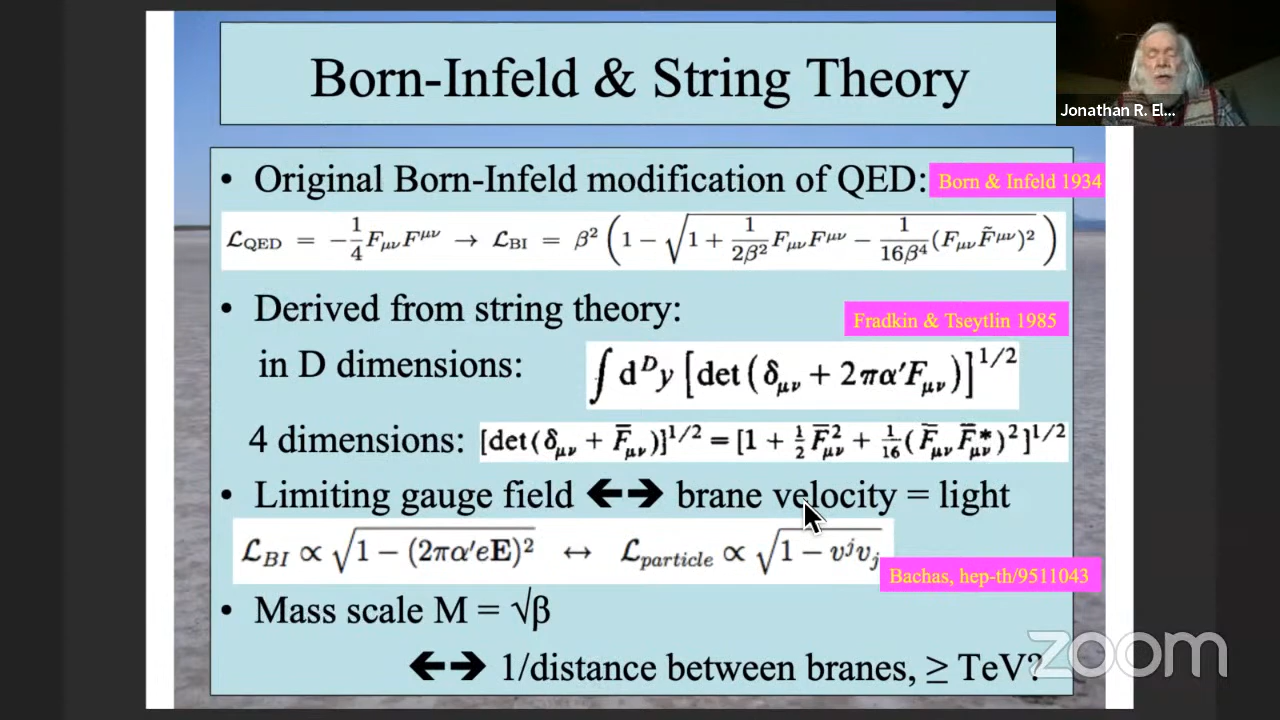 Born-Infeld & String Theory
Jonathan R. El...
• Original Born-Infeld modification of QED: Born & Infeld 1934
𝓛_QED = −1/4 F_μν F^μν → 𝓛_BI = β² ( 1 − √(1 + 1/(2β²) F_μν F^μν − 1/(16β⁴) (F_μν F̃^μν)²) )
• Derived from string theory:
Fradkin & Tseytlin 1985
in D dimensions: ∫ d^D y [det(δ_μν + 2πα′F_μν)]^1/2
4 dimensions: [det(δ_μν + F̄_μν)]^1/2 = [1 + ½ F̄²_μν + 1/16 (F̄_μν F̄*_μν)²]^1/2
• Limiting gauge field ↔ brane velocity = light
𝓛_BI ∝ √(1 − (2πα′eE)²) ↔ 𝓛_particle ∝ √(1 − v^j v_j)
Bachas, hep-th/9511043
• Mass scale M = √β
↔ 1/distance between branes, ≥ TeV?
zoom